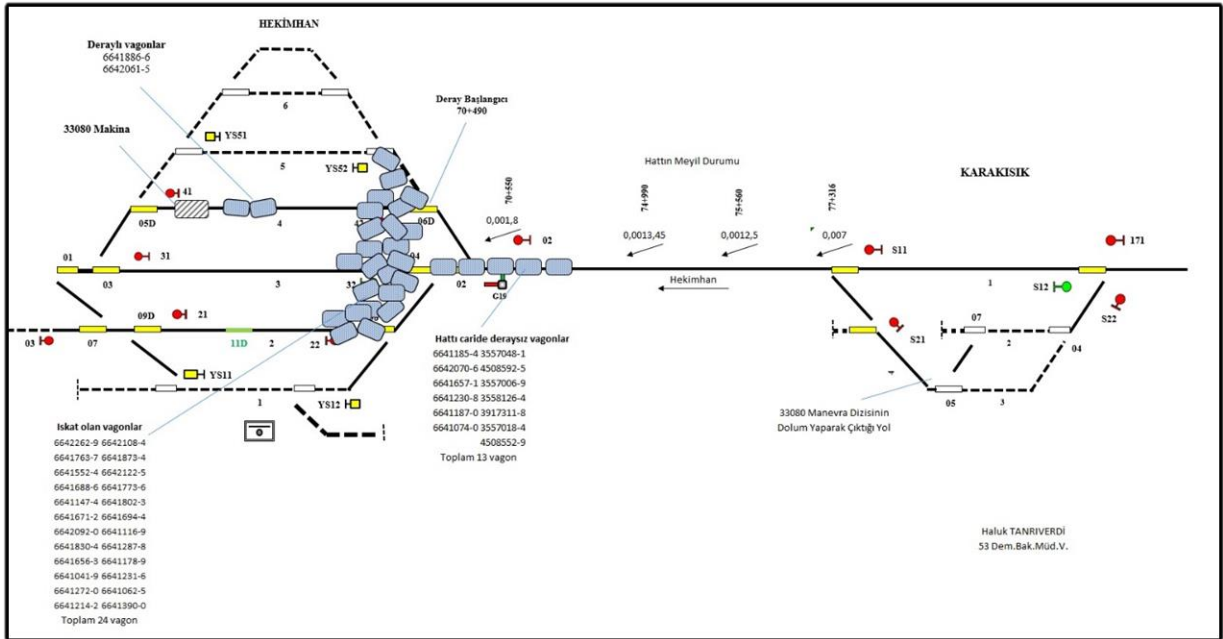 HEKİMHAN
Deraylı vagonlar
6641886-6
6642061-5
33080 Makina
Deray Başlangıcı
70+490
6
YS51
5
YS52
41
05D
4
06D
01
03
31
3
32
04
02
G19
02
70+550
0,001,8
Hattın Meyil Durumu
74+990
0,0013,45
75+560
0,0012,5
77+316
0,007
Hekimhan
KARAKISIK
S11
171
1
S12
S22
S21
07
2
04
4
05
3
33080 Manevra Dizisinin
Dolum Yaparak Çıktığı Yol
09D
21
03
07
11D
2
22
YS11
1
YS12
Hattı caride deraysız vagonlar
6641185-4 3557048-1
6642070-6 4508592-5
6641657-1 3557006-9
6641230-8 3558126-4
6641187-0 3917311-8
6641074-0 3557018-4
4508552-9
Toplam 13 vagon
Iskat olan vagonlar
6642262-9 6642108-4
6641763-7 6641873-4
6641552-4 6642122-5
6641688-6 6641773-6
6641147-4 6641802-3
6641671-2 6641694-4
6642092-0 6641116-9
6641830-4 6641287-8
6641656-3 6641178-9
6641041-9 6641231-6
6641272-0 6641062-5
6641214-2 6641390-0
Toplam 24 vagon
Haluk TANRIVERDİ
53 Dem.Bak.Müd.V.